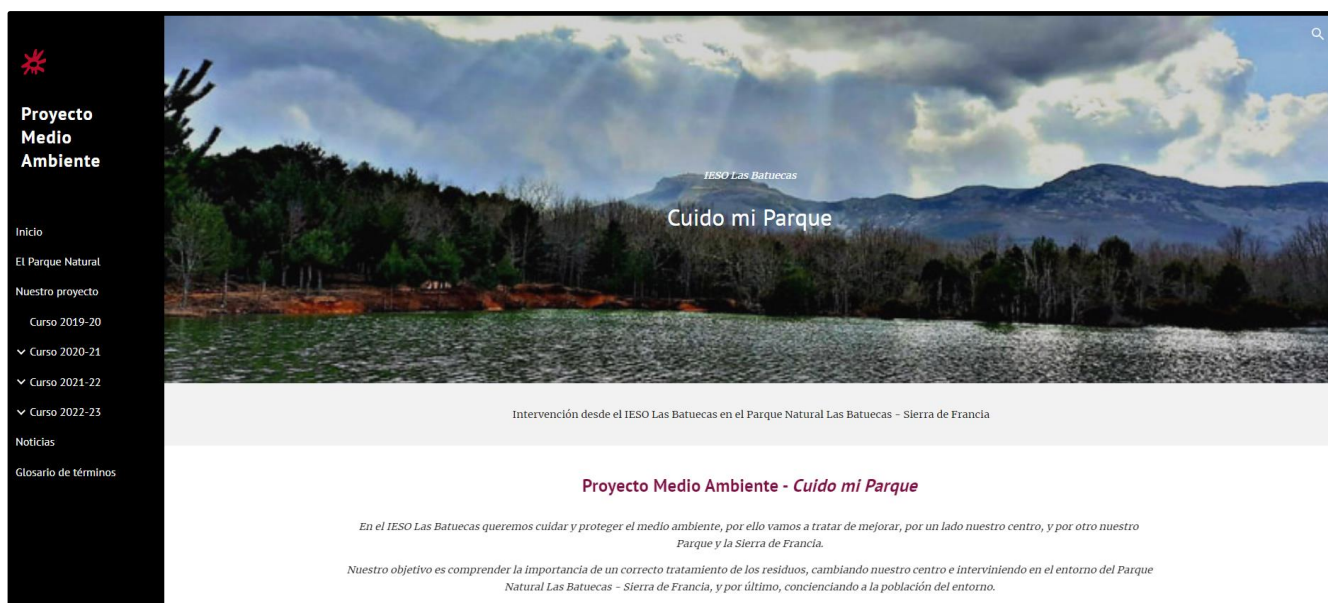 Proyecto
Medio
Ambiente
Inicio
El Parque Natural
Nuestro proyecto
Curso 2019-20
Curso 2020-21
Curso 2021-22
Curso 2022-23
Noticias
Glosario de términos
IESO Las Batuecas
Cuido mi Parque
Intervención desde el IESO Las Batuecas en el Parque Natural Las Batuecas - Sierra de Francia
Proyecto Medio Ambiente - Cuido mi Parque
En el IESO Las Batuecas queremos cuidar y proteger el medio ambiente, por ello vamos a tratar de mejorar, por un lado nuestro centro, y por otro nuestro
Parque y la Sierra de Francia.
Nuestro objetivo es comprender la importancia de un correcto tratamiento de los residuos, cambiando nuestro centro e interviniendo en el entorno del Parque
Natural Las Batuecas - Sierra de Francia, y por último, concienciando a la población del entorno.